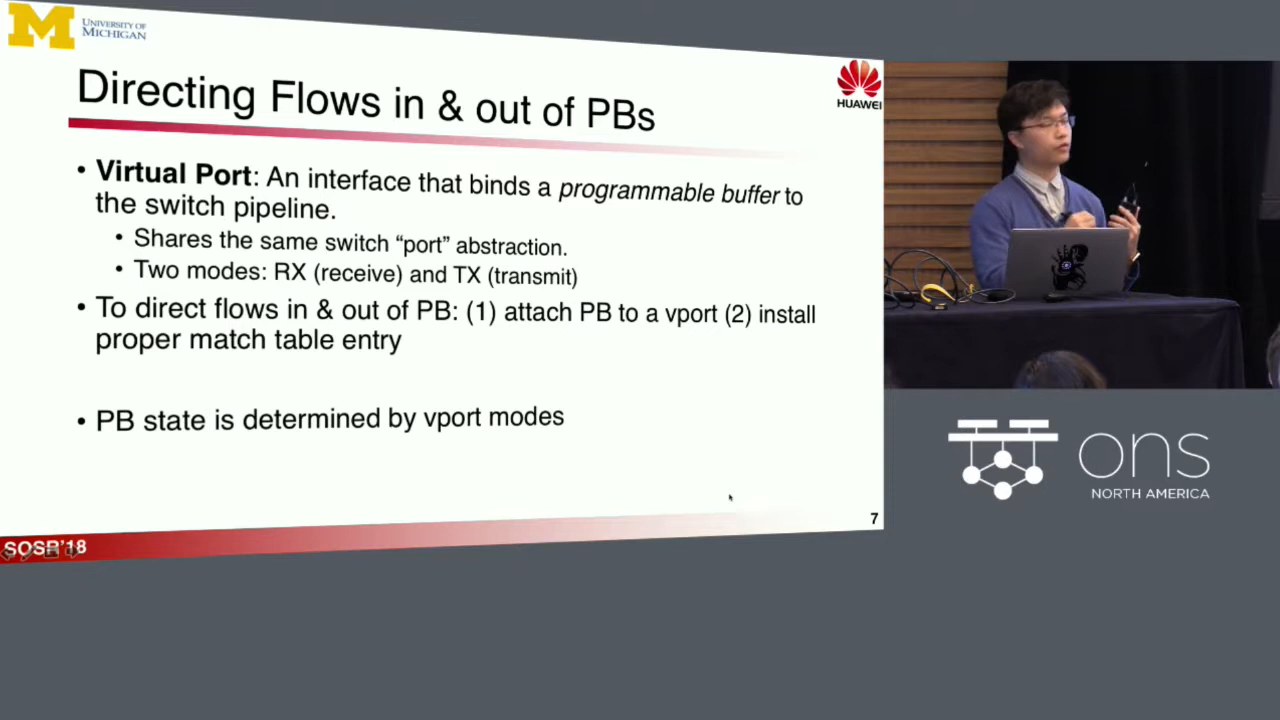 M
UNIVERSITY OF
MICHIGAN
HUAWEI
Directing Flows in & out of PBs
• Virtual Port: An interface that binds a programmable buffer to
the switch pipeline.
• Shares the same switch “port” abstraction.
• Two modes: RX (receive) and TX (transmit)
• To direct flows in & out of PB: (1) attach PB to a vport (2) install
proper match table entry
• PB state is determined by vport modes
7
SOSR’18
ons
NORTH AMERICA